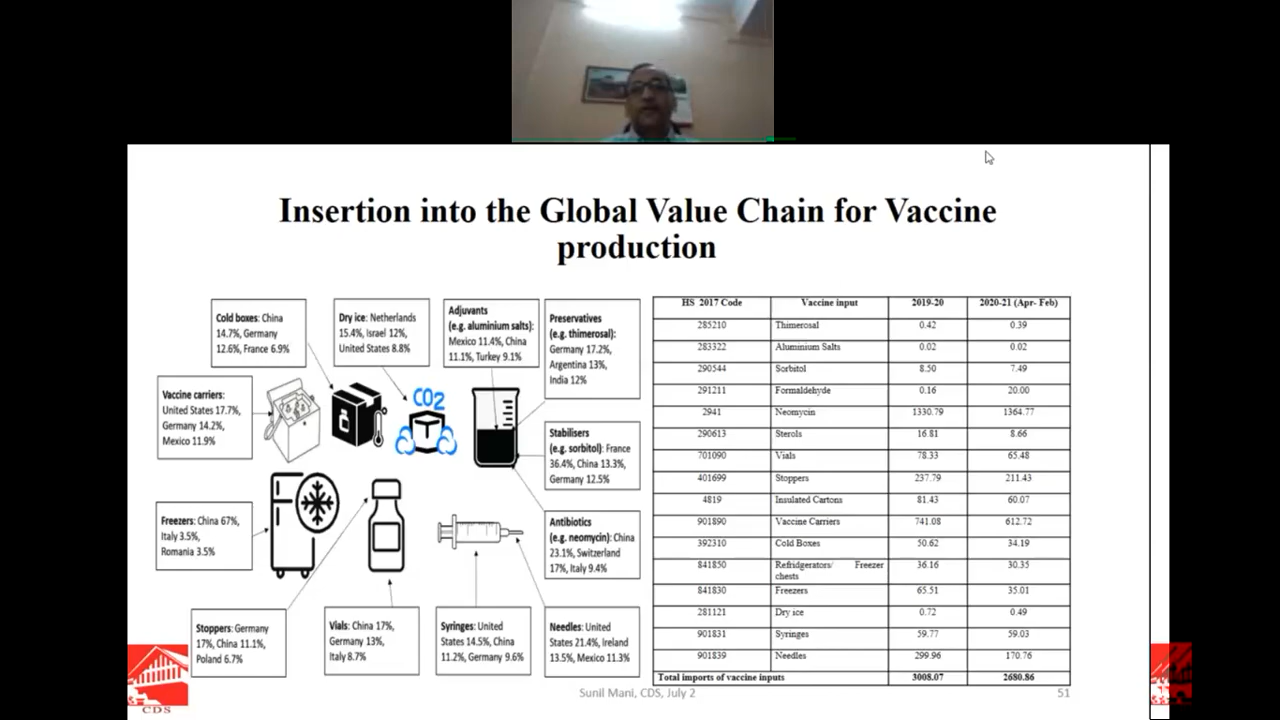 Insertion into the Global Value Chain for Vaccine
production
Cold boxes: China
14.7%, Germany
12.6%, France 6.9%
Dry ice: Netherlands
15.4%, Israel 12%,
United States 8.8%
Adjuvants
(e.g. aluminium salts):
Mexico 11.4%, China
11.1%, Turkey 9.1%
Preservatives
(e.g. thimerosal):
Germany 17.2%,
Argentina 13%,
India 12%
Vaccine carriers:
United States 17.7%,
Germany 14.2%,
Mexico 11.9%
CO2
Stabilisers
(e.g. sorbitol): France
36.4%, China 13.3%,
Germany 12.5%
Freezers: China 67%,
Italy 3.5%,
Romania 3.5%
Antibiotics
(e.g. neomycin): China
23.1%, Switzerland
17%, Italy 9.4%
Stoppers: Germany
17%, China 11.1%,
Poland 6.7%
Vials: China 17%,
Germany 13%,
Italy 8.7%
Syringes: United
States 14.5%, China
11.2%, Germany 9.6%
Needles: United
States 21.4%, Ireland
13.5%, Mexico 11.3%
HS 2017 Code Vaccine input 2019-20 2020-21 (Apr- Feb)
285210 Thimerosal 0.42 0.39
283322 Aluminium Salts 0.02 0.02
290544 Sorbitol 8.50 7.49
291211 Formaldehyde 0.16 20.00
2941 Neomycin 1330.79 1364.77
290613 Sterols 16.81 8.66
701090 Vials 78.33 65.48
401699 Stoppers 237.79 211.43
4819 Insulated Cartons 81.43 60.07
901890 Vaccine Carriers 741.08 612.72
392310 Cold Boxes 50.62 34.19
841850 Refridgerators/ Freezer chests 36.16 30.35
841830 Freezers 65.51 35.01
281121 Dry ice 0.72 0.49
901831 Syringes 59.77 59.03
901839 Needles 299.96 170.76
Total imports of vaccine inputs 3008.07 2680.86
CDS
Sunil Mani, CDS, July 2
51